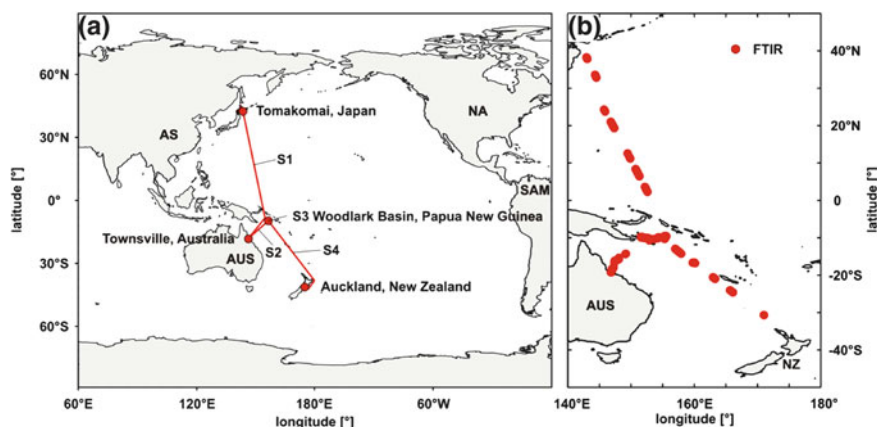 (a)
60°N
30°N
0°
30°S
60°S
latitude [°]
60°E
120°E
180°E
60°W
longitude [°]
AS
NA
SAM
AUS
Tomakomai, Japan
S1
S3 Woodlark Basin, Papua New Guinea
Townsville, Australia
S2
S4
Auckland, New Zealand
(b)
FTIR
40°N
20°N
0°
-20°S
-40°S
latitude [°]
140°E
160°E
180°
longitude [°]
AUS
NZ